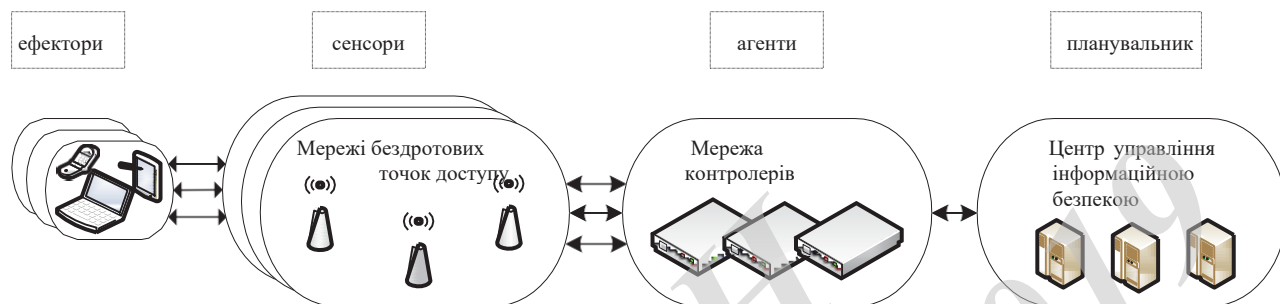 ефектори
сенсори
агенти
планувальник
Мережі бездротових
точок доступу
Мережа
контролерів
Центр управління
інформаційною
безпекою